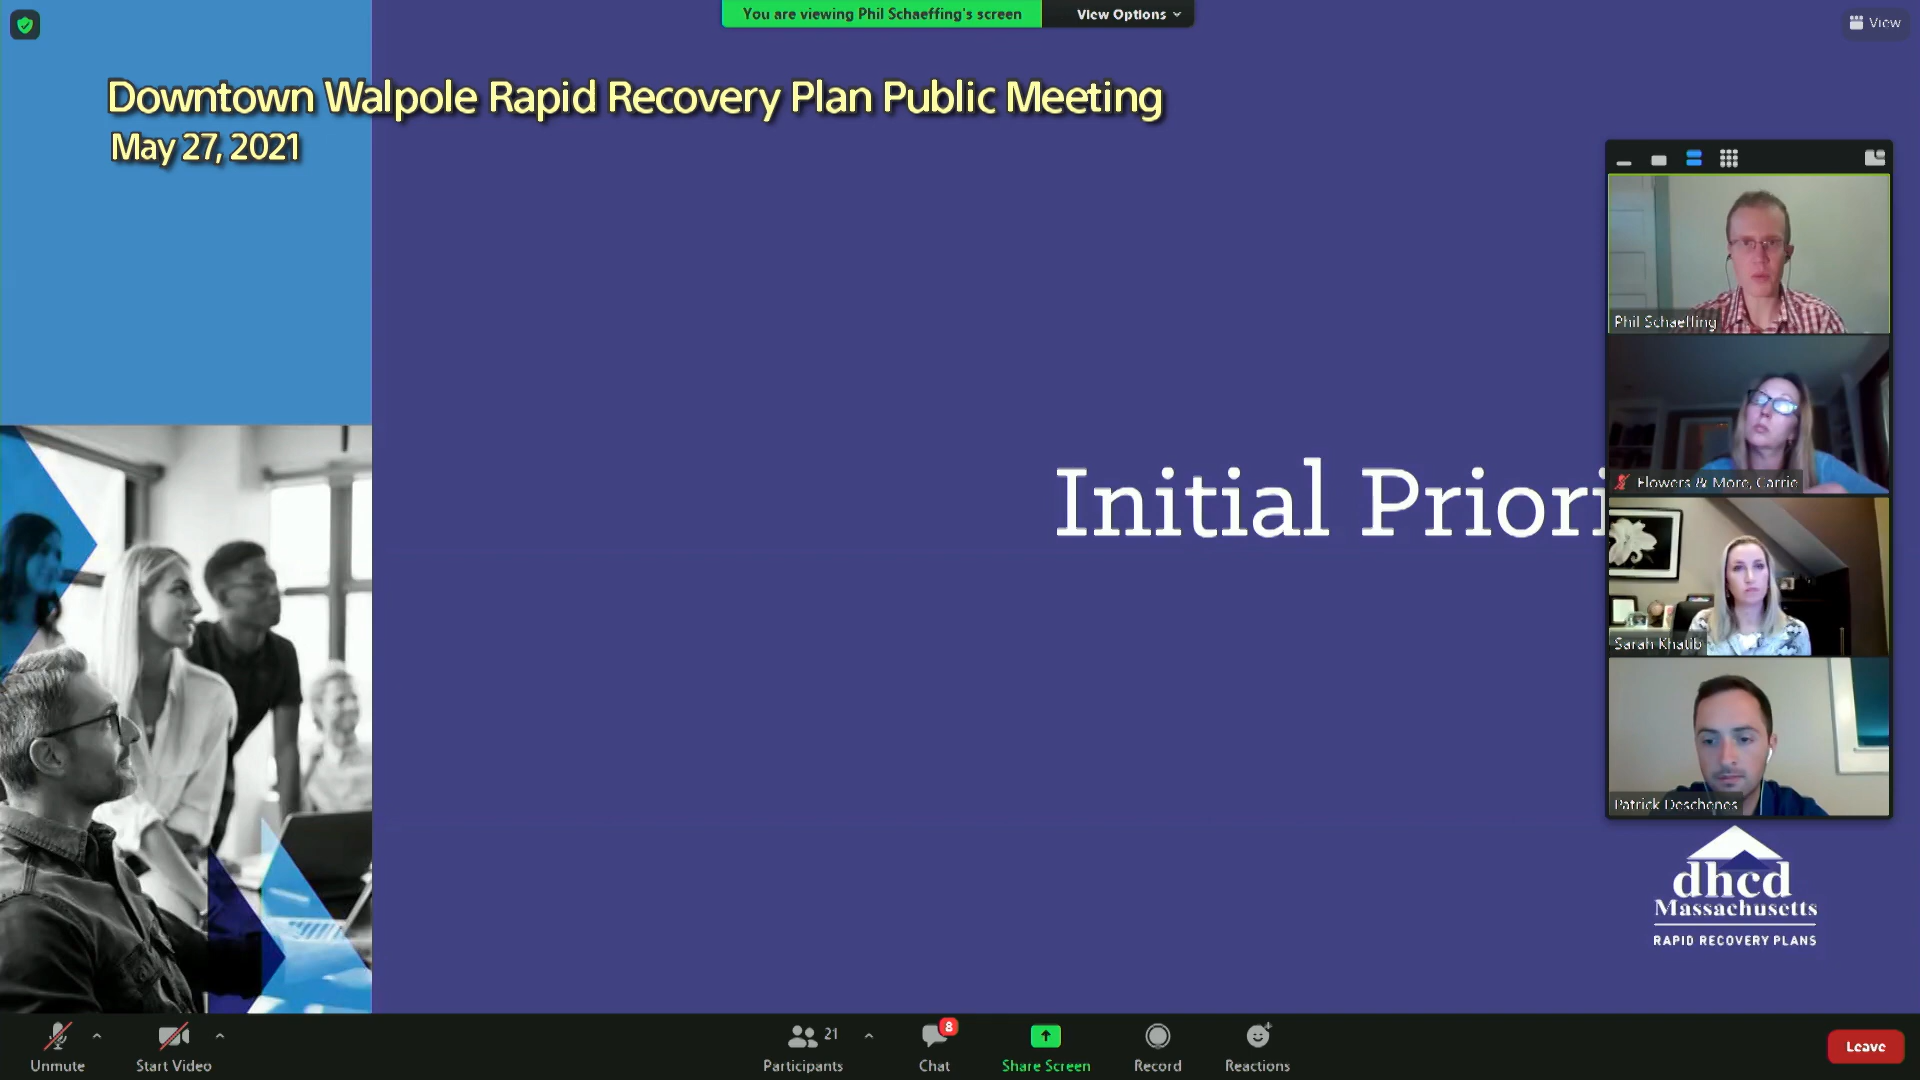 You are viewing Phil Schaeffing's screen
View Options
View
Downtown Walpole Rapid Recovery Plan Public Meeting
May 27, 2021
Phil Schaeffing
Initial Priori
Flowers & More, Carrie
Sarah Khatib
Patrick Deschenes
dhcd
Massachusetts
RAPID RECOVERY PLANS
21
8
Unmute
Start Video
Participants
Chat
Share Screen
Record
Reactions
Leave